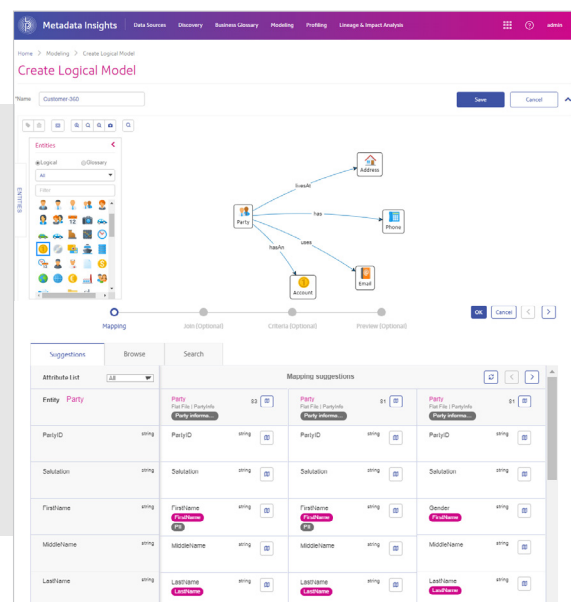 Metadata Insights Data Sources Discovery Business Glossary Modeling Profiling Lineage & Impact Analysis admin
Home > Modeling > Create Logical Model
Create Logical Model
*Name Customer-360 Save Cancel
ENTITIES
Entities
Logical Glossary
All
Filter
Address
livesAt
Party
has
Phone
hasAn
uses
Email
Account
OK Cancel
Mapping Join (Optional) Criteria (Optional) Preview (Optional)
Suggestions Browse Search
Attribute List All Mapping suggestions
Entity Party Party 83 Party 81 Party 81
Flat File | PartyInfo Flat File | PartyInfo Flat File | PartyInfo
Party informa... Party informa... Party informa...
PartyID string PartyID string PartyID string PartyID string
Salutation string Salutation string Salutation string Salutation string
FirstName string FirstName string FirstName string Gender string
FirstName FirstName FirstName
PII PII
MiddleName string MiddleName string MiddleName string MiddleName string
LastName string LastName string LastName string LastName string
LastName LastName LastName